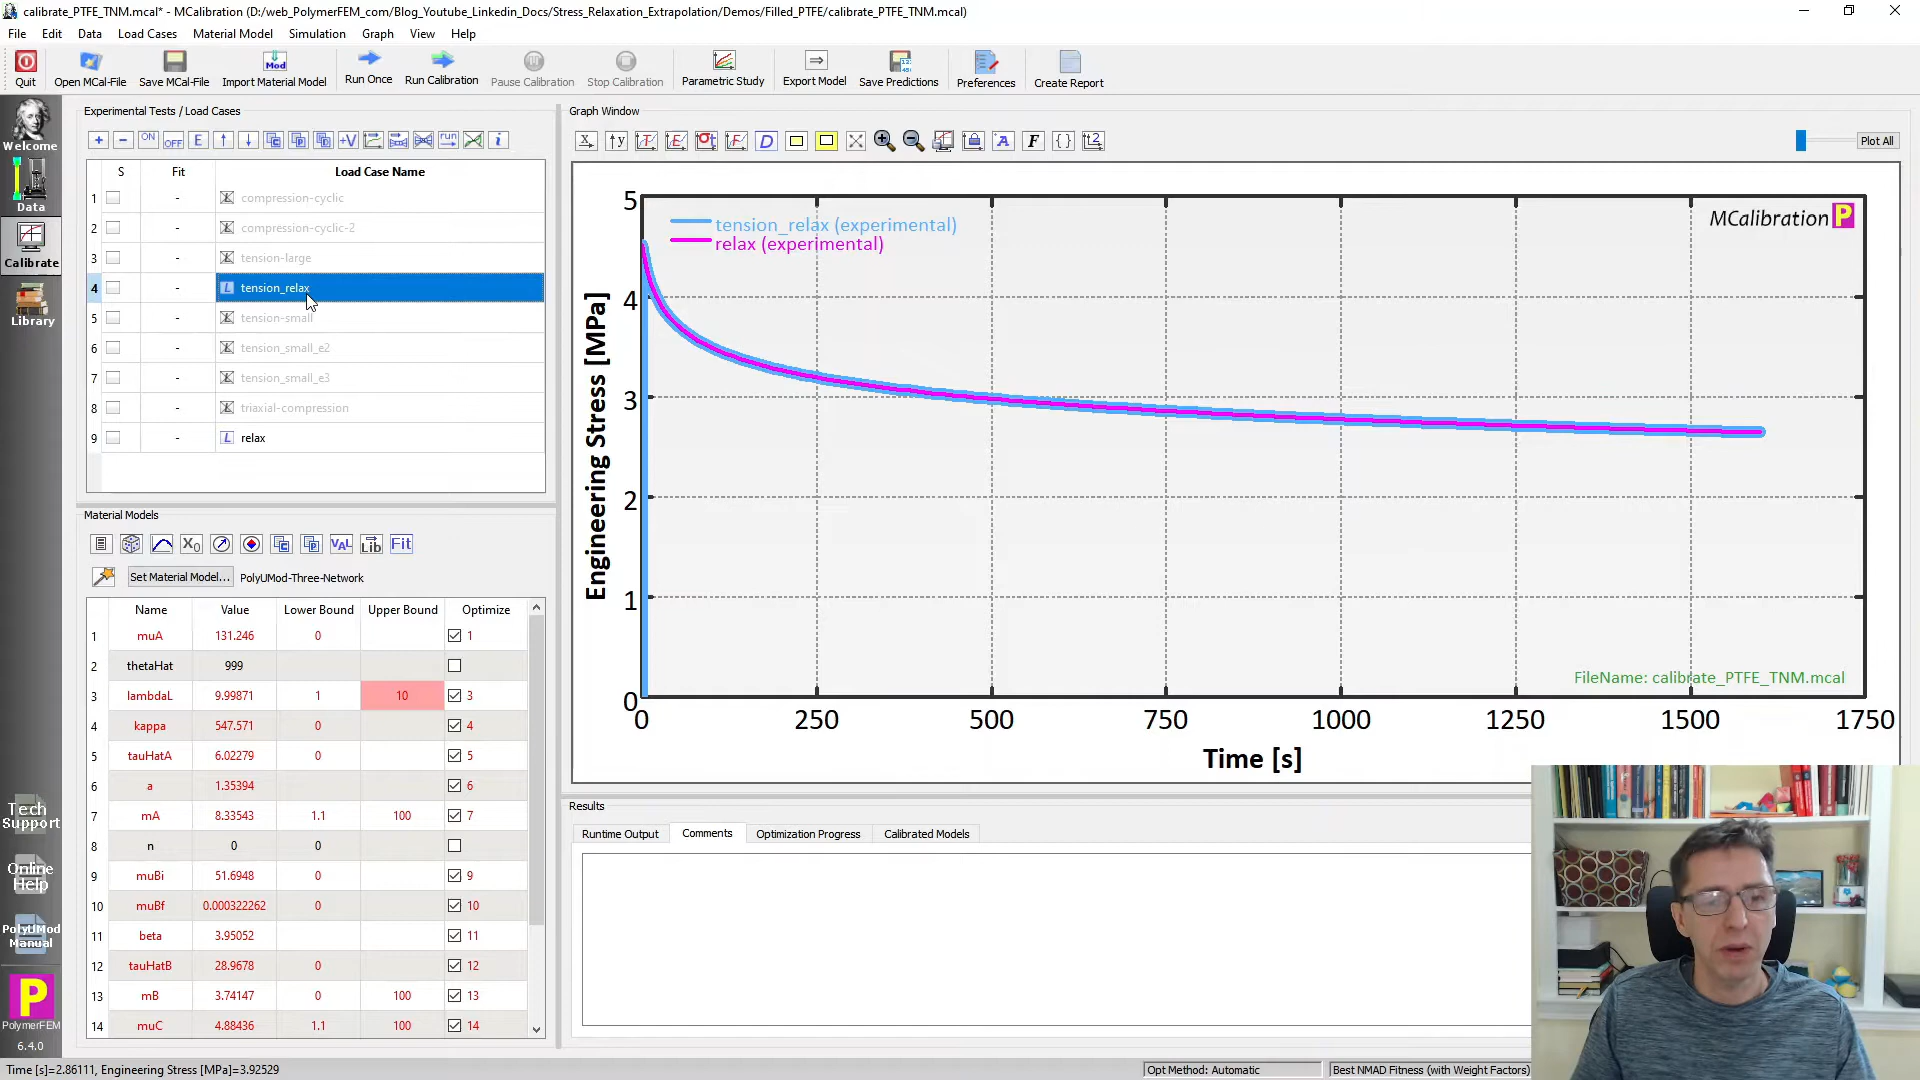 calibrate_PTFE_TNM.mcal* - MCalibration (D:/web_PolymerFEM_com/Blog_Youtube_Linkedin_Docs/Stress_Relaxation_Extrapolation/Demos/Filled_PTFE/calibrate_PTFE_TNM.mcal)
File Edit Data Load Cases Material Model Simulation Graph View Help
Quit Open MCal-File Save MCal-File Import Material Model Run Once Run Calibration Pause Calibration Stop Calibration Parametric Study Export Model Save Predictions Preferences Create Report
Mod
Welcome
Data
Calibrate
Library
Tech Support
Online Help
PolyUMod Manual
P
PolymerFEM
6.4.0
Experimental Tests / Load Cases
+ - ON OFF E +V run i
S Fit Load Case Name
1 - compression-cyclic
2 - compression-cyclic-2
3 - tension-large
4 - L tension_relax
5 - tension-small
6 - tension_small_e2
7 - tension_small_e3
8 - triaxial-compression
9 - L relax
Material Models
X0 VAL Lib Fit
Set Material Model... PolyUMod-Three-Network
Name Value Lower Bound Upper Bound Optimize
1 muA 131.246 0 1
2 thetaHat 999
3 lambdaL 9.99871 1 10 3
4 kappa 547.571 0 4
5 tauHatA 6.02279 0 5
6 a 1.35394 6
7 mA 8.33543 1.1 100 7
8 n 0 0
9 muBi 51.6948 0 9
10 muBf 0.000322262 0 10
11 beta 3.95052 11
12 tauHatB 28.9678 0 12
13 mB 3.74147 0 100 13
14 muC 4.88436 1.1 100 14
Graph Window
Plot All
tension_relax (experimental)
relax (experimental)
MCalibration P
Engineering Stress [MPa]
5
4
3
2
1
0
FileName: calibrate_PTFE_TNM.mcal
0 250 500 750 1000 1250 1500 1750
Time [s]
Results
Runtime Output Comments Optimization Progress Calibrated Models
Time [s]=2.86111, Engineering Stress [MPa]=3.92529
Opt Method: Automatic
Best NMAD Fitness (with Weight Factors)